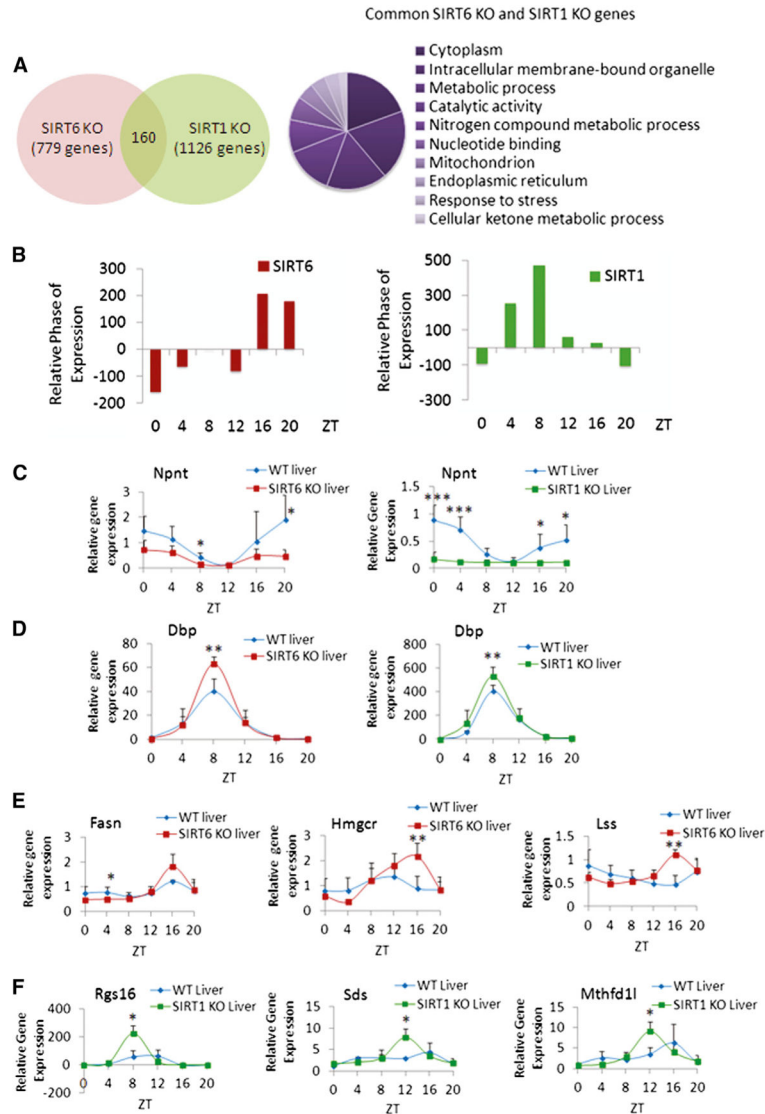 Common SIRT6 KO and SIRT1 KO genes
A
SIRT6 KO
(779 genes)
160
SIRT1 KO
(1126 genes)
Cytoplasm
Intracellular membrane-bound organelle
Metabolic process
Catalytic activity
Nitrogen compound metabolic process
Nucleotide binding
Mitochondrion
Endoplasmic reticulum
Response to stress
Cellular ketone metabolic process
B
Relative Phase of
Expression
300
200
100
0
-100
-200
SIRT6
0 4 8 12 16 20 ZT
Relative Phase of
Expression
500
300
100
-100
-300
SIRT1
0 4 8 12 16 20 ZT
C
Npnt
WT liver
SIRT6 KO liver
Relative gene
expression
3
2
1
0
*
*
0 4 8 12 16 20
ZT
Npnt
WT Liver
SIRT1 KO Liver
Relative Gene
Expression
1.5
1
0.5
0
***
***
*
*
0 4 8 12 16 20
ZT
D
Dbp
WT liver
SIRT6 KO liver
Relative gene
expression
80
60
40
20
0
**
0 4 8 12 16 20
ZT
Dbp
WT liver
SIRT1 KO liver
Relative gene
expression
800
600
400
200
0
**
0 4 8 12 16 20
ZT
E
Fasn
WT liver
SIRT6 KO liver
Relative gene
expression
3
2
1
0
*
0 4 8 12 16 20
ZT
Hmgcr
WT liver
SIRT6 KO liver
Relative gene
expression
3
2
1
0
**
0 4 8 12 16 20
ZT
Lss
WT liver
SIRT6 KO liver
Relative gene
expression
1.5
1
0.5
0
**
0 4 8 12 16 20
ZT
F
Rgs16
WT Liver
SIRT1 KO Liver
Relative Gene
Expression
400
200
0
-200
*
0 4 8 12 16 20
ZT
Sds
WT Liver
SIRT1 KO Liver
Relative Gene
Expression
15
10
5
0
*
0 4 8 12 16 20
ZT
Mthfd1l
WT Liver
SIRT1 KO Liver
Relative Gene
Expression
15
10
5
0
*
0 4 8 12 16 20
ZT